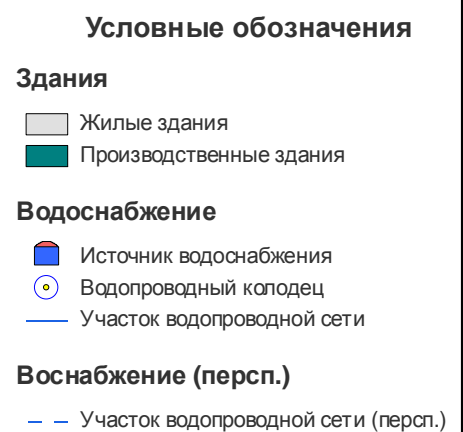 Условные обозначения
Здания
Жилые здания
Производственные здания
Водоснабжение
Источник водоснабжения
Водопроводный колодец
Участок водопроводной сети
Воснабжение (персп.)
Участок водопроводной сети (персп.)